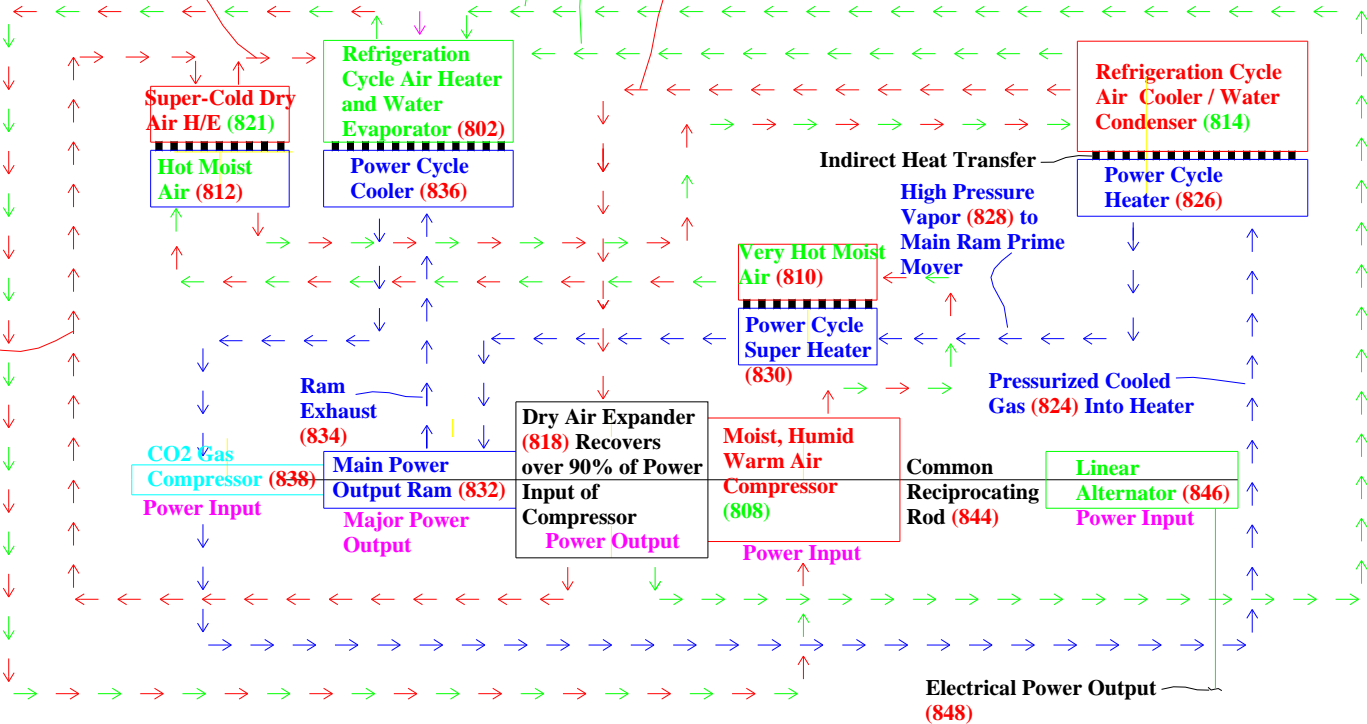 Refrigeration
Cycle Air Heater
and Water
Evaporator (802)
Refrigeration Cycle
Air Cooler / Water
Condenser (814)
Super-Cold Dry
Air H/E (821)
Hot Moist
Air (812)
Power Cycle
Cooler (836)
Indirect Heat Transfer
Power Cycle
Heater (826)
High Pressure
Vapor (828) to
Main Ram Prime
Mover
Very Hot Moist
Air (810)
Power Cycle
Super Heater
(830)
Ram
Exhaust
(834)
Pressurized Cooled
Gas (824) Into Heater
CO2 Gas
Compressor (838)
Power Input
Main Power
Output Ram (832)
Major Power
Output
Dry Air Expander
(818) Recovers
over 90% of Power
Input of
Compressor
Power Output
Moist, Humid
Warm Air
Compressor
(808)
Power Input
Common
Reciprocating
Rod (844)
Linear
Alternator (846)
Power Input
Electrical Power Output
(848)